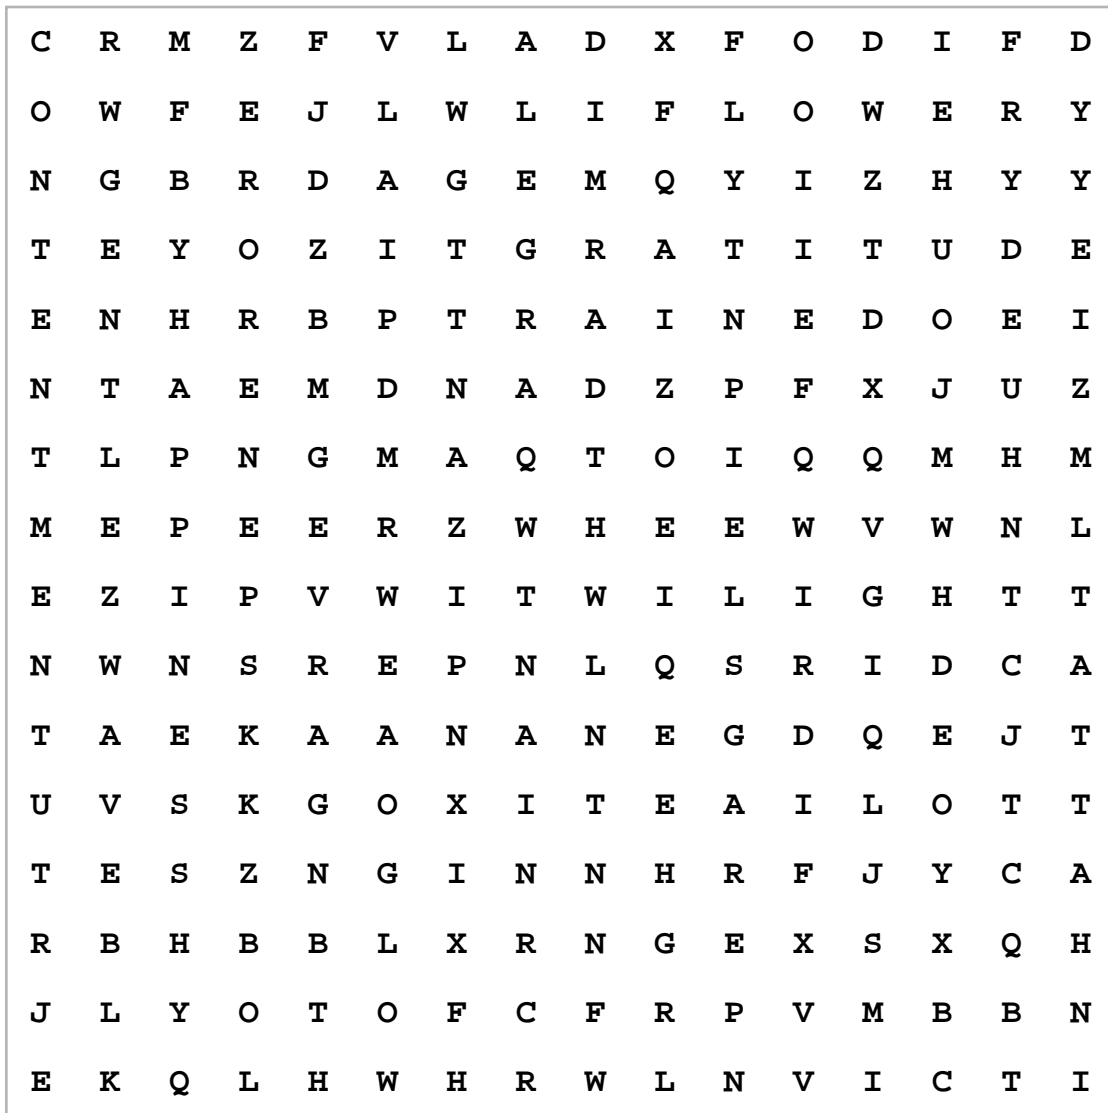 C R M Z F V L A D X F O D I F D
O W F E J L W L I F L O W E R Y
N G B R D A G E M Q Y I Z H Y Y
T E Y O Z I T G R A T I T U D E
E N H R B P T R A I N E D O E I
N T A E M D N A D Z P F X J U Z
T L P N G M A Q T O I Q Q M H M
M E P E E R Z W H E E W V W N L
E Z I P V W I T W I L I G H T T
N W N S R E P N L Q S R I D C A
T A E K A A N A N E G D Q E J T
U V S K G O X I T E A I L O T T
T E S Z N G I N N H R F J Y C A
R B H B B L X R N G E X S X Q H
J L Y O T O F C F R P V M B B N
E K Q L H W H R W L N V I C T I